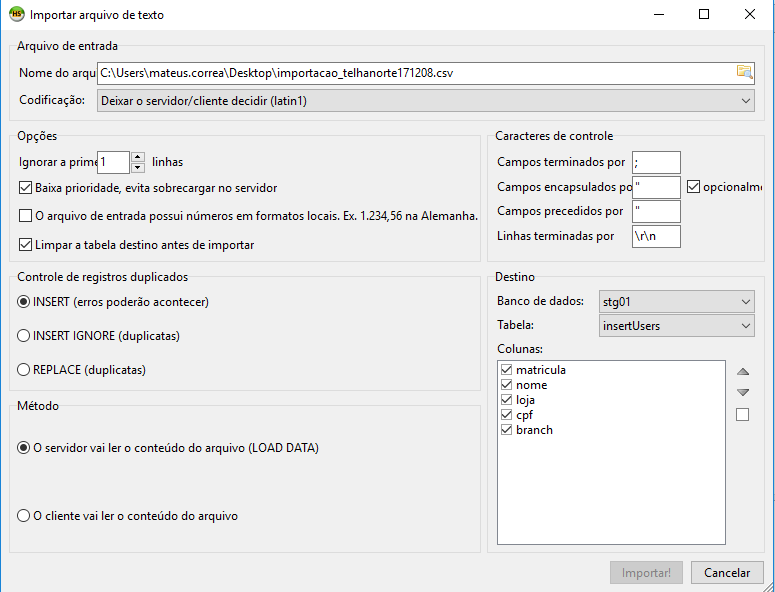 HS
Importar arquivo de texto
Arquivo de entrada
Nome do arqu C:\Users\mateus.correa\Desktop\importacao_telhanorte171208.csv
Codificação: Deixar o servidor/cliente decidir (latin1)
Opções
Ignorar a prime 1 linhas
Baixa prioridade, evita sobrecargar no servidor
O arquivo de entrada possui números em formatos locais. Ex. 1.234,56 na Alemanha.
Limpar a tabela destino antes de importar
Caracteres de controle
Campos terminados por ;
Campos encapsulados po " opcionalm
Campos precedidos por "
Linhas terminadas por \r\n
Controle de registros duplicados
INSERT (erros poderão acontecer)
INSERT IGNORE (duplicatas)
REPLACE (duplicatas)
Método
O servidor vai ler o conteúdo do arquivo (LOAD DATA)
O cliente vai ler o conteúdo do arquivo
Destino
Banco de dados: stg01
Tabela: insertUsers
Colunas:
matricula
nome
loja
cpf
branch
Importar! Cancelar